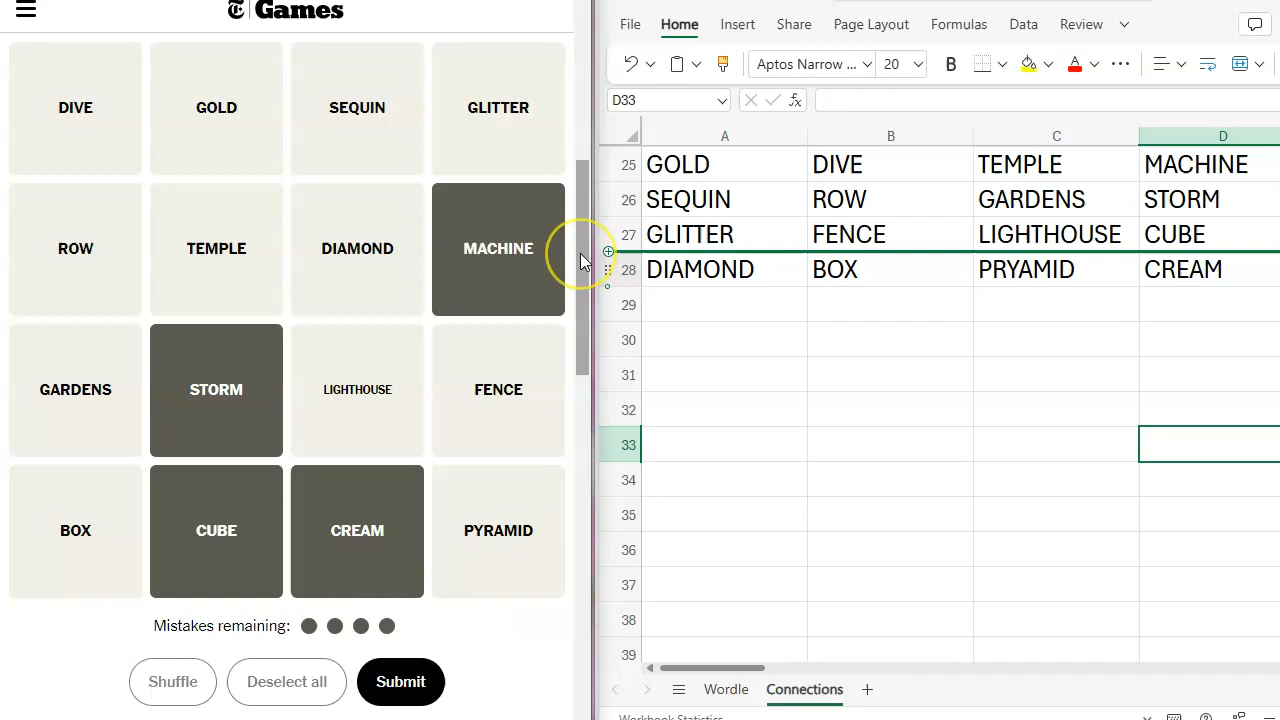 Games
DIVE GOLD SEQUIN GLITTER
ROW TEMPLE DIAMOND MACHINE
GARDENS STORM LIGHTHOUSE FENCE
BOX CUBE CREAM PYRAMID
Mistakes remaining:
Shuffle Deselect all Submit
File Home Insert Share Page Layout Formulas Data Review
Aptos Narrow ... 20 B A
D33 fx
A B C D
25 GOLD DIVE TEMPLE MACHINE
26 SEQUIN ROW GARDENS STORM
27 GLITTER FENCE LIGHTHOUSE CUBE
28 DIAMOND BOX PRYAMID CREAM
29
30
31
32
33
34
35
36
37
38
39
Wordle Connections
Workbook Statistics